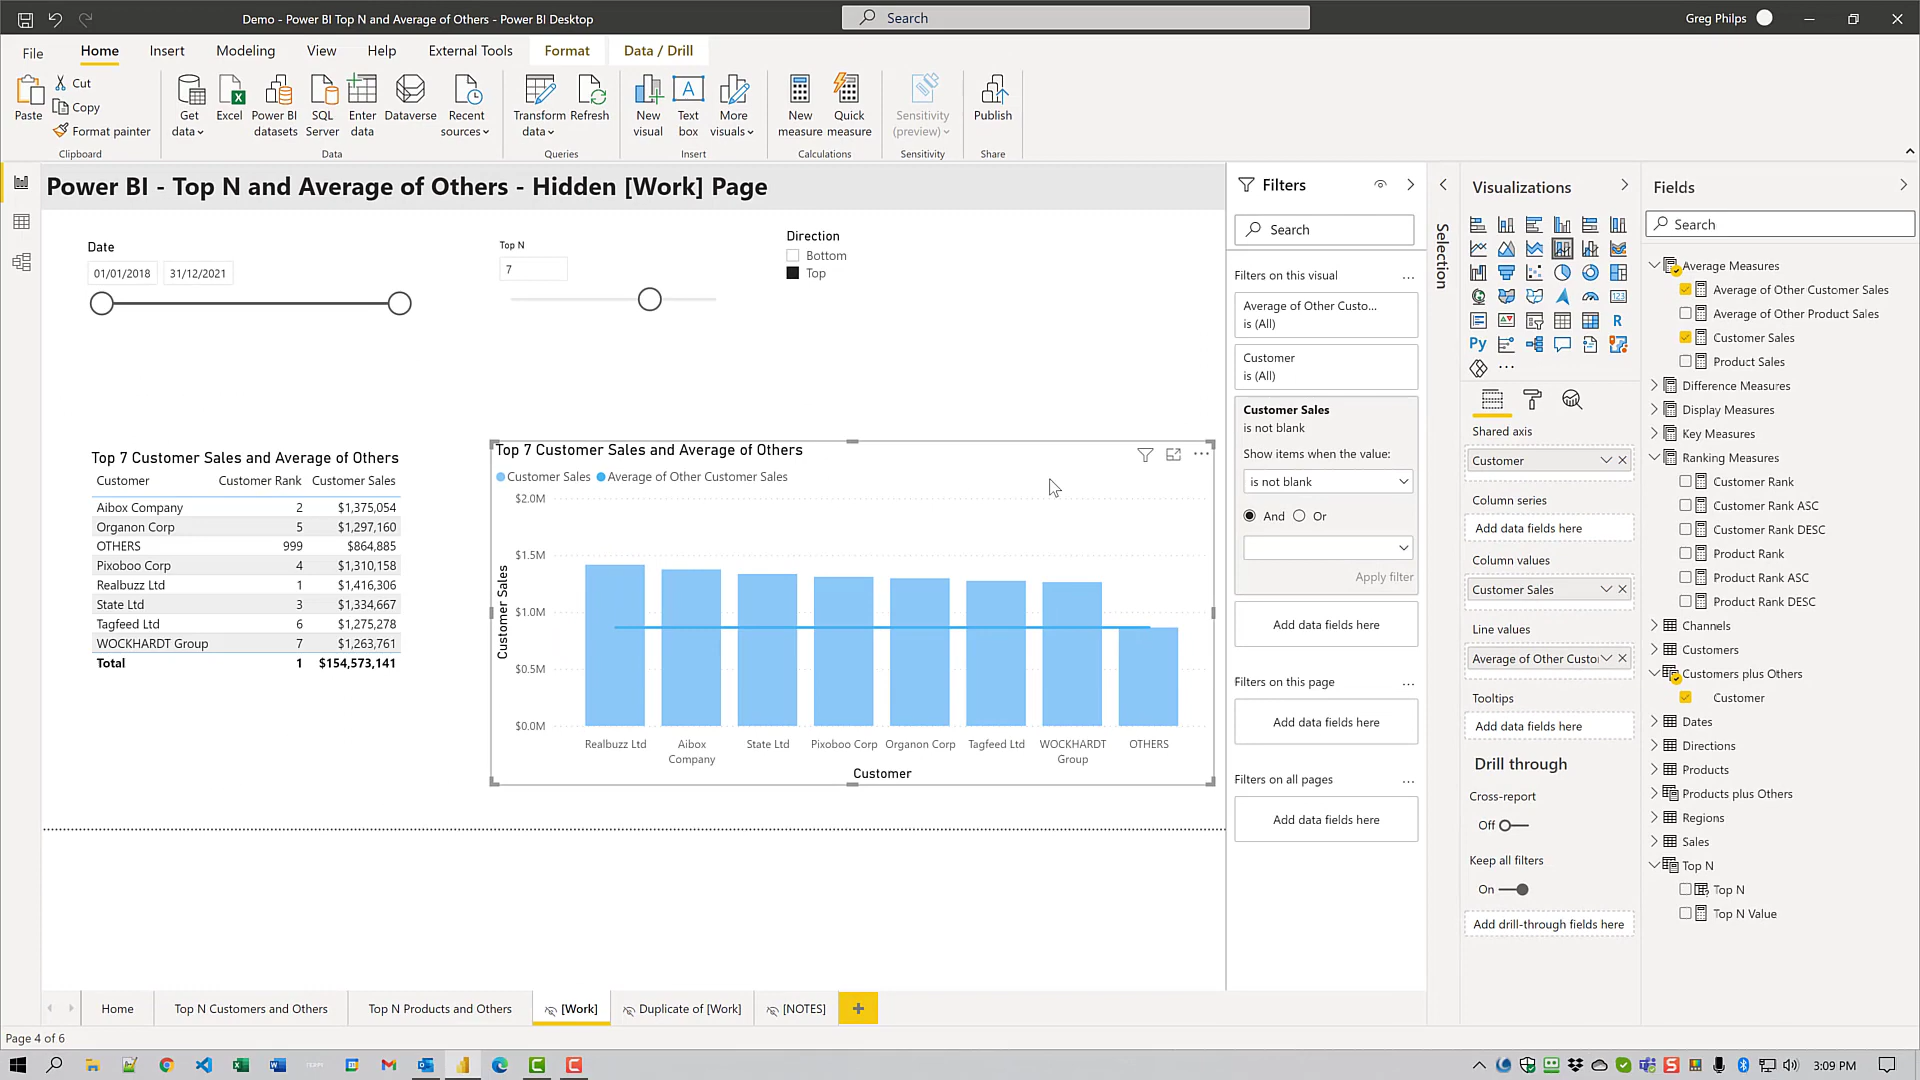 Demo - Power BI Top N and Average of Others - Power BI Desktop
Search
Greg Philps
File
Home
Insert
Modeling
View
Help
External Tools
Format
Data / Drill
Paste
Cut
Copy
Format painter
Clipboard
Get data
Excel
Power BI datasets
SQL Server
Enter data
Dataverse
Recent sources
Data
Transform data
Refresh
Queries
New visual
Text box
More visuals
Insert
New measure
Quick measure
Calculations
Sensitivity (preview)
Sensitivity
Publish
Share
Power BI - Top N and Average of Others - Hidden [Work] Page
Date
01/01/2018
31/12/2021
Top N
7
Direction
Bottom
Top
Top 7 Customer Sales and Average of Others
Customer Customer Rank Customer Sales
Aibox Company 2 $1,375,054
Organon Corp 5 $1,297,160
OTHERS 999 $864,885
Pixoboo Corp 4 $1,310,158
Realbuzz Ltd 1 $1,416,306
State Ltd 3 $1,334,667
Tagfeed Ltd 6 $1,275,278
WOCKHARDT Group 7 $1,263,761
Total 1 $154,573,141
Top 7 Customer Sales and Average of Others
Customer Sales Average of Other Customer Sales
$2.0M
$1.5M
$1.0M
$0.5M
$0.0M
Customer Sales
Realbuzz Ltd
Aibox Company
State Ltd
Pixoboo Corp
Organon Corp
Tagfeed Ltd
WOCKHARDT Group
OTHERS
Customer
Filters
Search
Filters on this visual
Average of Other Custo...
is (All)
Customer
is (All)
Customer Sales
is not blank
Show items when the value:
is not blank
And Or
Apply filter
Add data fields here
Filters on this page
Add data fields here
Filters on all pages
Add data fields here
Selection
Visualizations
R
Py
123
Shared axis
Customer
Column series
Add data fields here
Column values
Customer Sales
Line values
Average of Other Custo
Tooltips
Add data fields here
Drill through
Cross-report
Off
Keep all filters
On
Add drill-through fields here
Fields
Search
Average Measures
Average of Other Customer Sales
Average of Other Product Sales
Customer Sales
Product Sales
Difference Measures
Display Measures
Key Measures
Ranking Measures
Customer Rank
Customer Rank ASC
Customer Rank DESC
Product Rank
Product Rank ASC
Product Rank DESC
Channels
Customers
Customers plus Others
Customer
Dates
Directions
Products
Products plus Others
Regions
Sales
Top N
Top N
Top N Value
Home
Top N Customers and Others
Top N Products and Others
[Work]
Duplicate of [Work]
[NOTES]
Page 4 of 6
3:09 PM